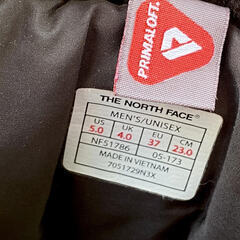 PRIMALOFT®
THE NORTH FACE
MEN'S/UNISEX
US UK EU CM
5.0 4.0 37 23.0
NF51786 05-173
MADE IN VIETNAM
7051729N3X